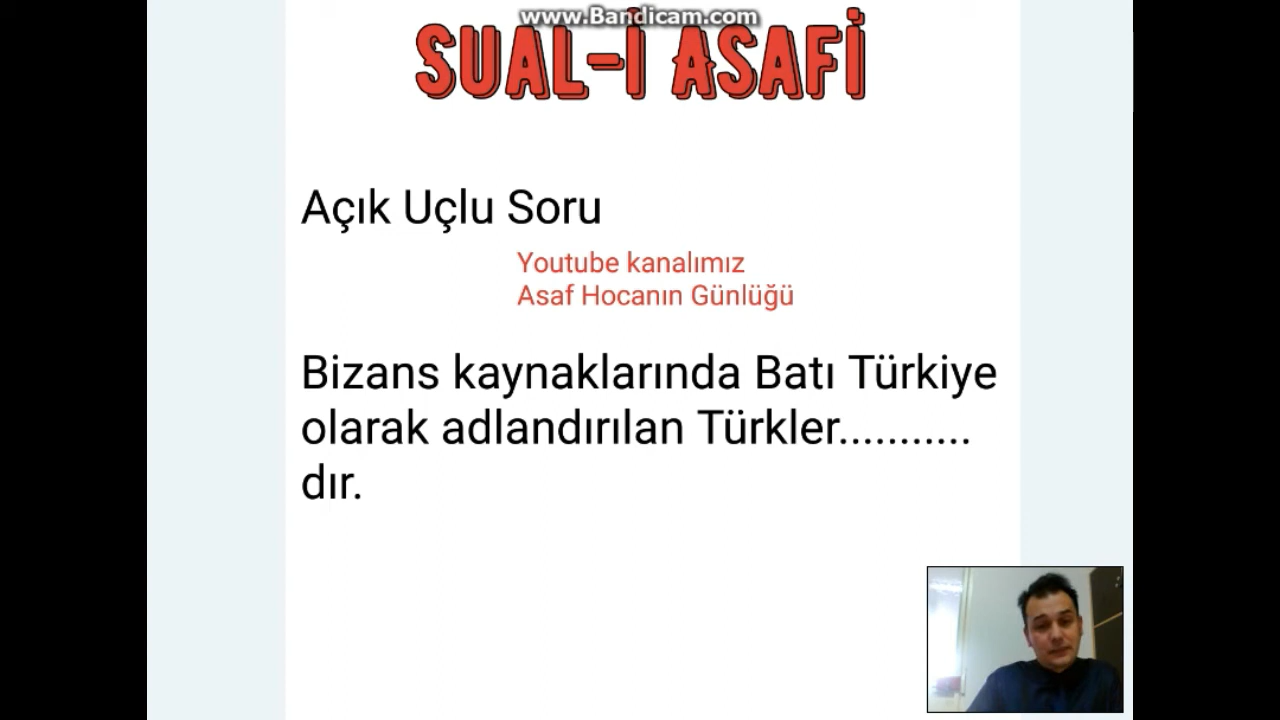 www.Bandicam.com
SUAL-İ ASAFİ
Açık Uçlu Soru
Youtube kanalımız
Asaf Hocanın Günlüğü
Bizans kaynaklarında Batı Türkiye
olarak adlandırılan Türkler...........
dır.